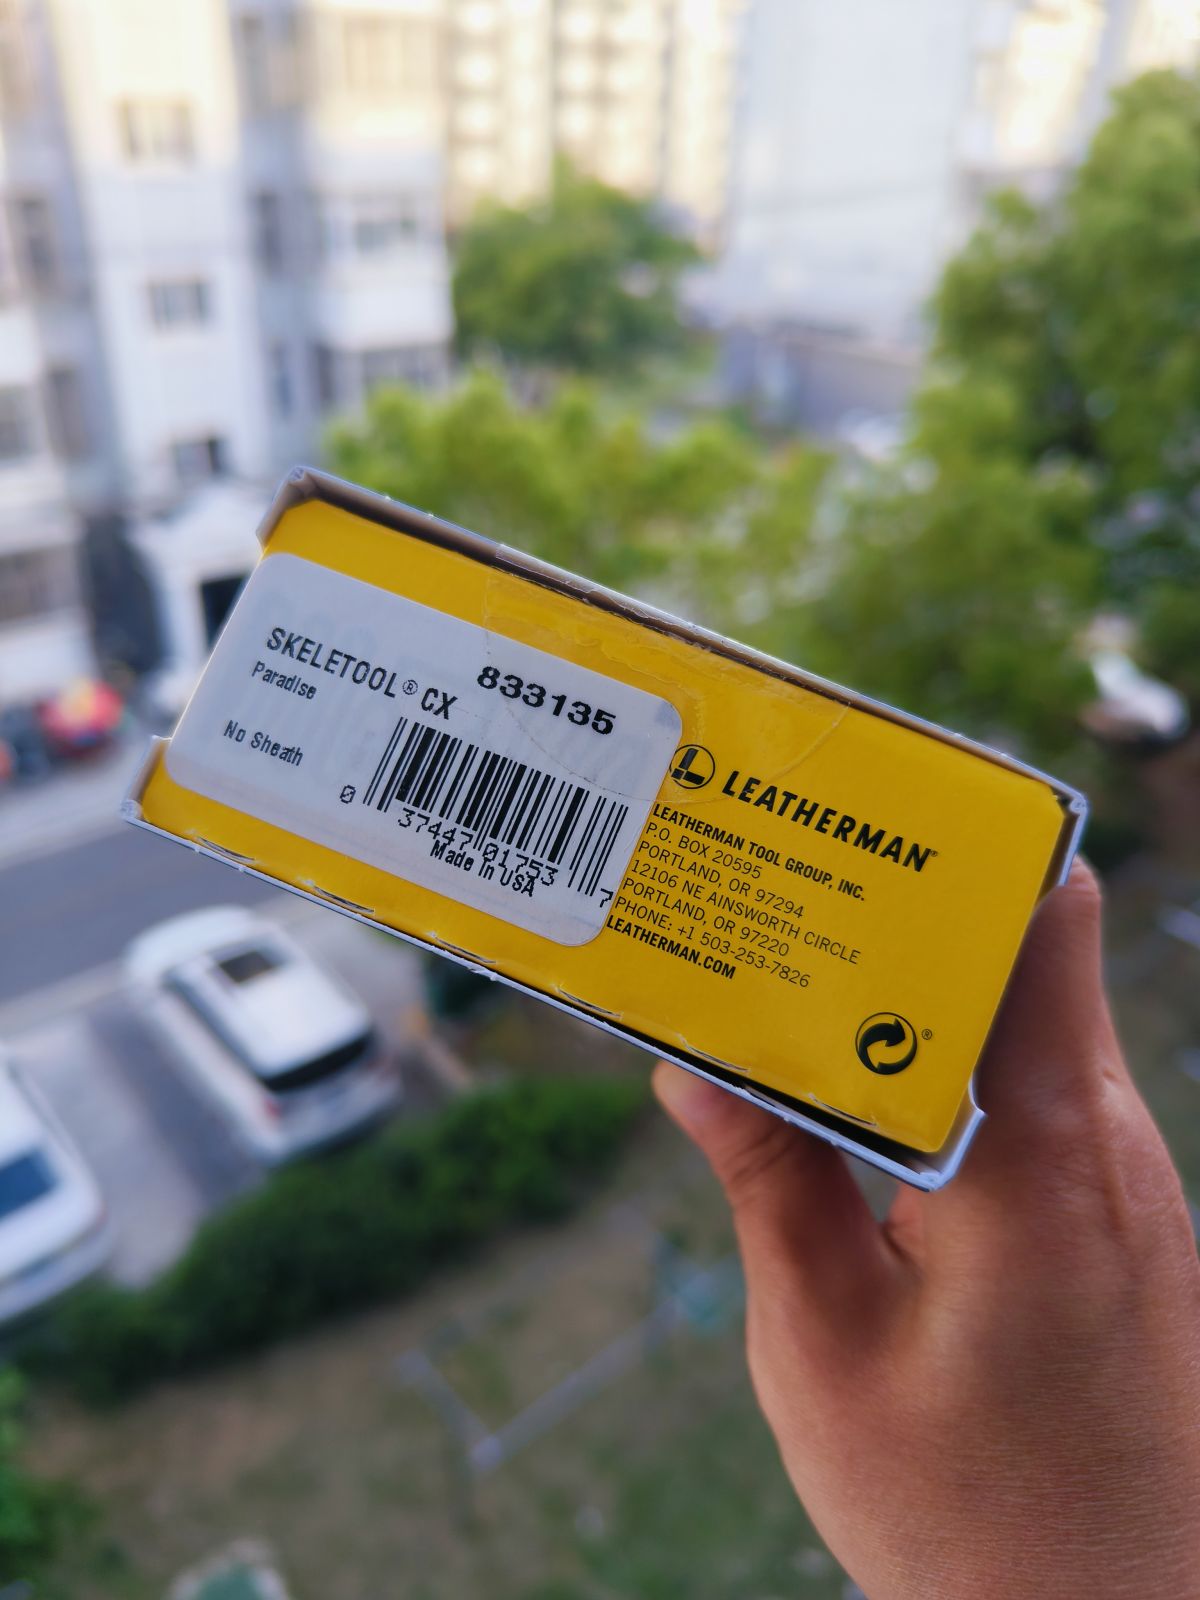 SKELETOOL® CX
833135
Paradise
No Sheath
0 37447 01753 7
Made in USA
LEATHERMAN®
LEATHERMAN TOOL GROUP, INC.
P.O. BOX 20595
PORTLAND, OR 97294
12106 NE AINSWORTH CIRCLE
PORTLAND, OR 97220
PHONE: +1 503-253-7826
LEATHERMAN.COM
®